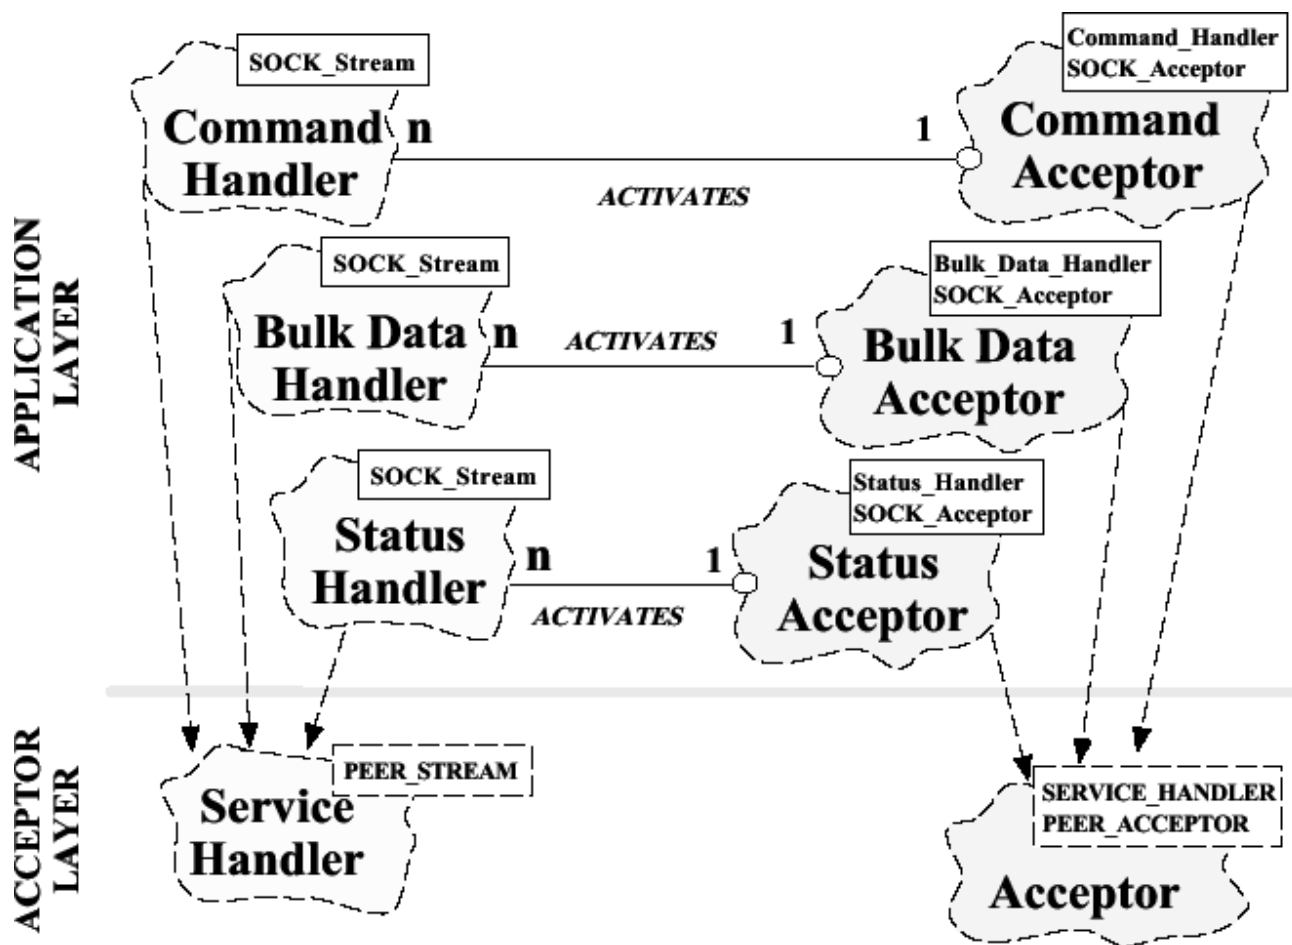 SOCK_Stream
Command
Handler
n
1
ACTIVATES
Command_Handler
SOCK_Acceptor
Command
Acceptor
APPLICATION
LAYER
SOCK_Stream
Bulk Data
Handler
n
ACTIVATES
1
Bulk_Data_Handler
SOCK_Acceptor
Bulk Data
Acceptor
SOCK_Stream
Status
Handler
n
ACTIVATES
1
Status_Handler
SOCK_Acceptor
Status
Acceptor
ACCEPTOR
LAYER
PEER_STREAM
Service
Handler
SERVICE_HANDLER
PEER_ACCEPTOR
Acceptor